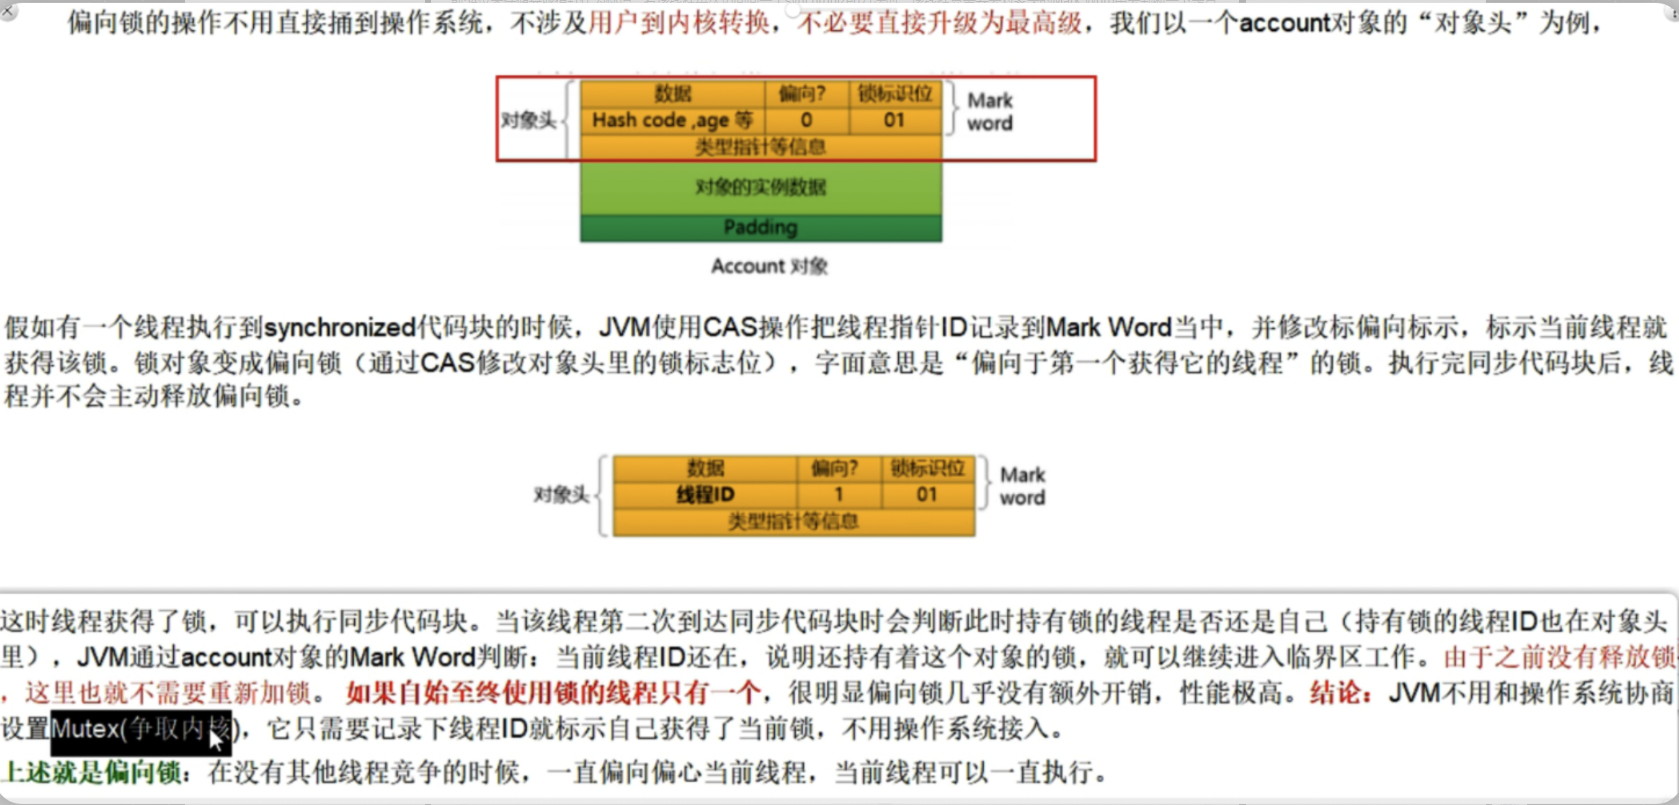 偏向锁的操作不用直接捅到操作系统，不涉及用户到内核转换，不必要直接升级为最高级，我们以一个account对象的“对象头”为例，
数据 偏向? 锁标识位
对象头 Hash code ,age 等 0 01 Mark word
类型指针等信息
对象的实例数据
Padding
Account 对象
假如有一个线程执行到synchronized代码块的时候，JVM使用CAS操作把线程指针ID记录到Mark Word当中，并修改标偏向标示，标示当前线程就
获得该锁。锁对象变成偏向锁（通过CAS修改对象头里的锁标志位），字面意思是“偏向于第一个获得它的线程”的锁。执行完同步代码块后，线
程并不会主动释放偏向锁。
数据 偏向? 锁标识位
对象头 线程ID 1 01 Mark word
类型指针等信息
这时线程获得了锁，可以执行同步代码块。当该线程第二次到达同步代码块时会判断此时持有锁的线程是否还是自己（持有锁的线程ID也在对象头
里），JVM通过account对象的Mark Word判断：当前线程ID还在，说明还持有着这个对象的锁，就可以继续进入临界区工作。由于之前没有释放锁
，这里也就不需要重新加锁。 如果自始至终使用锁的线程只有一个，很明显偏向锁几乎没有额外开销，性能极高。结论：JVM不用和操作系统协商
设置Mutex(争取内核)，它只需要记录下线程ID就标示自己获得了当前锁，不用操作系统接入。
上述就是偏向锁：在没有其他线程竞争的时候，一直偏向偏心当前线程，当前线程可以一直执行。